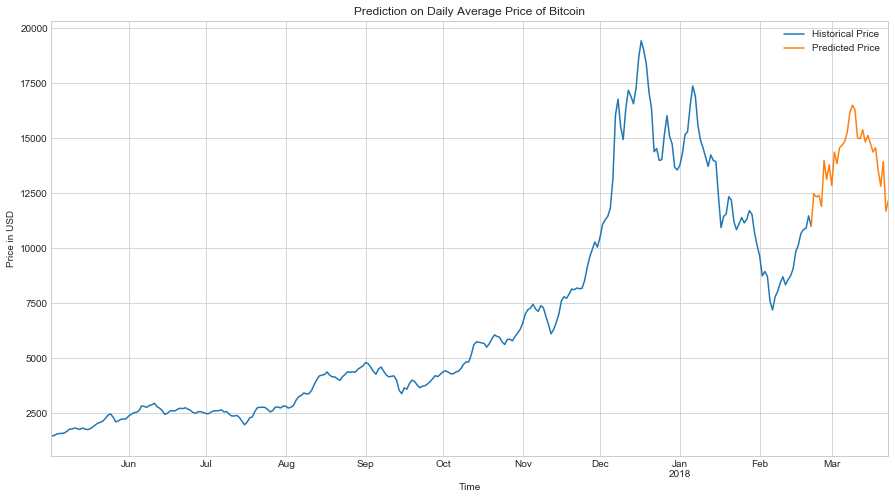 Prediction on Daily Average Price of Bitcoin
Historical Price
Predicted Price
20000
17500
15000
12500
10000
7500
5000
2500
Price in USD
Jun Jul Aug Sep Oct Nov Dec Jan Feb Mar
2018
Time